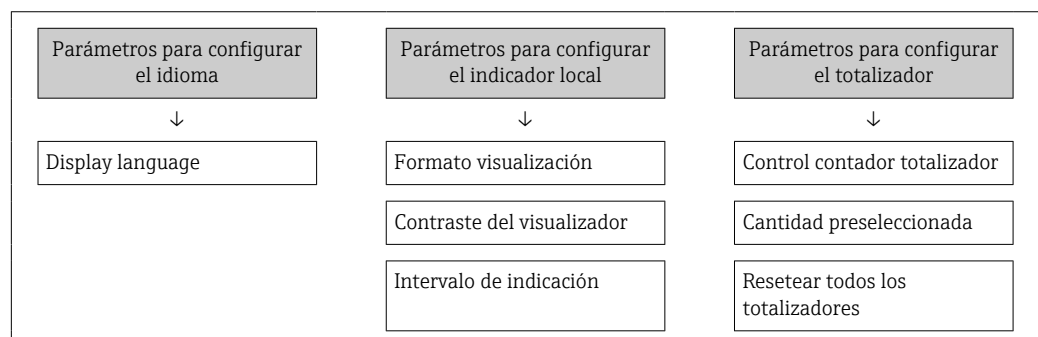 Parámetros para configurar
el idioma
↓
Display language
Parámetros para configurar
el indicador local
↓
Formato visualización
Contraste del visualizador
Intervalo de indicación
Parámetros para configurar
el totalizador
↓
Control contador totalizador
Cantidad preseleccionada
Resetear todos los
totalizadores